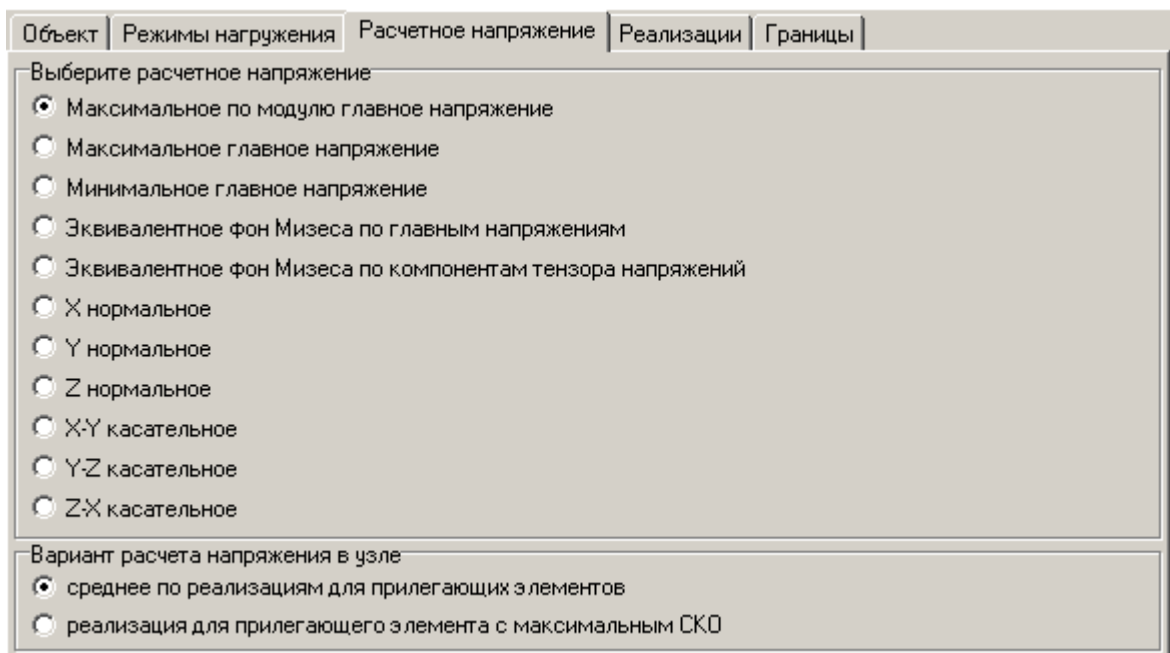 Объект Режимы нагружения Расчетное напряжение Реализации Границы
Выберите расчетное напряжение
Максимальное по модулю главное напряжение
Максимальное главное напряжение
Минимальное главное напряжение
Эквивалентное фон Мизеса по главным напряжениям
Эквивалентное фон Мизеса по компонентам тензора напряжений
X нормальное
Y нормальное
Z нормальное
X-Y касательное
Y-Z касательное
Z-X касательное
Вариант расчета напряжения в узле
среднее по реализациям для прилегающих элементов
реализация для прилегающего элемента с максимальным СКО